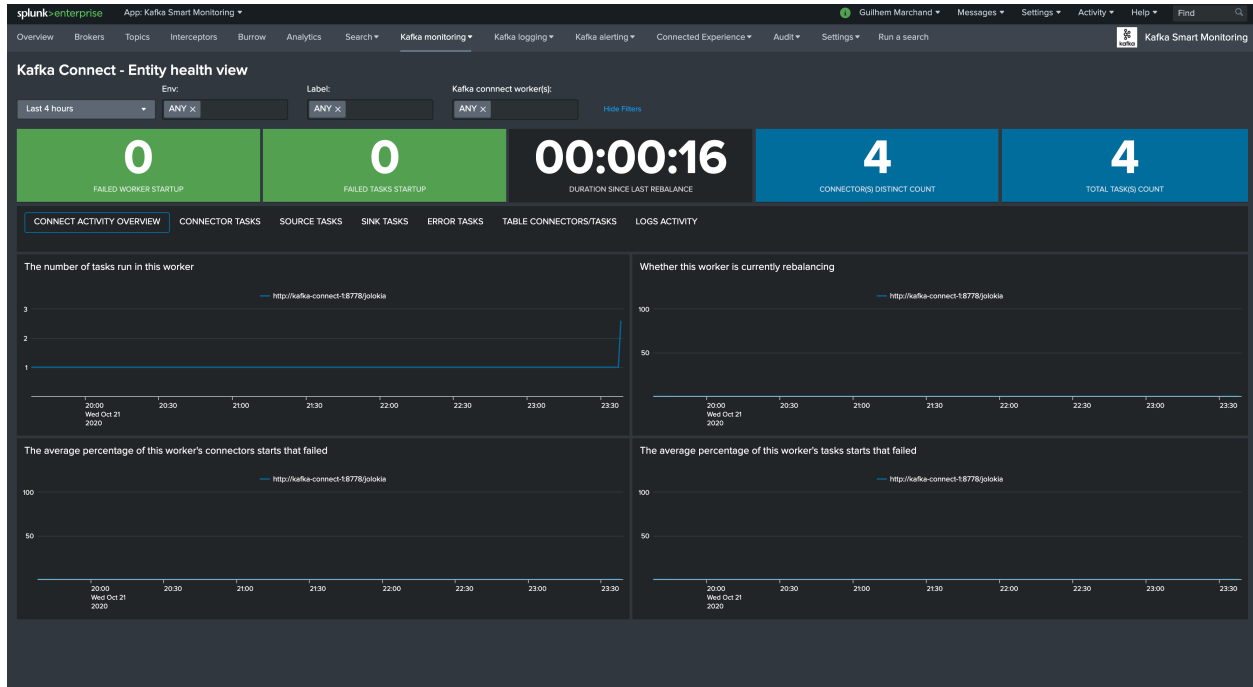 splunk>enterprise App: Kafka Smart Monitoring Guilhem Marchand Messages Settings Activity Help Find
Overview Brokers Topics Interceptors Burrow Analytics Search Kafka monitoring Kafka logging Kafka alerting Connected Experience Audit Settings Run a search kafka Kafka Smart Monitoring
Kafka Connect - Entity health view
Env: Label: Kafka connnect worker(s):
Last 4 hours ANY × ANY × ANY × Hide Filters
0 0 00:00:16 4 4
FAILED WORKER STARTUP FAILED TASKS STARTUP DURATION SINCE LAST REBALANCE CONNECTOR(S) DISTINCT COUNT TOTAL TASK(S) COUNT
CONNECT ACTIVITY OVERVIEW CONNECTOR TASKS SOURCE TASKS SINK TASKS ERROR TASKS TABLE CONNECTORS/TASKS LOGS ACTIVITY
The number of tasks run in this worker
http://kafka-connect-1:8778/jolokia
3
2
1
20:00 20:30 21:00 21:30 22:00 22:30 23:00 23:30
Wed Oct 21
2020
Whether this worker is currently rebalancing
http://kafka-connect-1:8778/jolokia
100
50
20:00 20:30 21:00 21:30 22:00 22:30 23:00 23:30
Wed Oct 21
2020
The average percentage of this worker's connectors starts that failed
http://kafka-connect-1:8778/jolokia
100
50
20:00 20:30 21:00 21:30 22:00 22:30 23:00 23:30
Wed Oct 21
2020
The average percentage of this worker's tasks starts that failed
http://kafka-connect-1:8778/jolokia
100
50
20:00 20:30 21:00 21:30 22:00 22:30 23:00 23:30
Wed Oct 21
2020